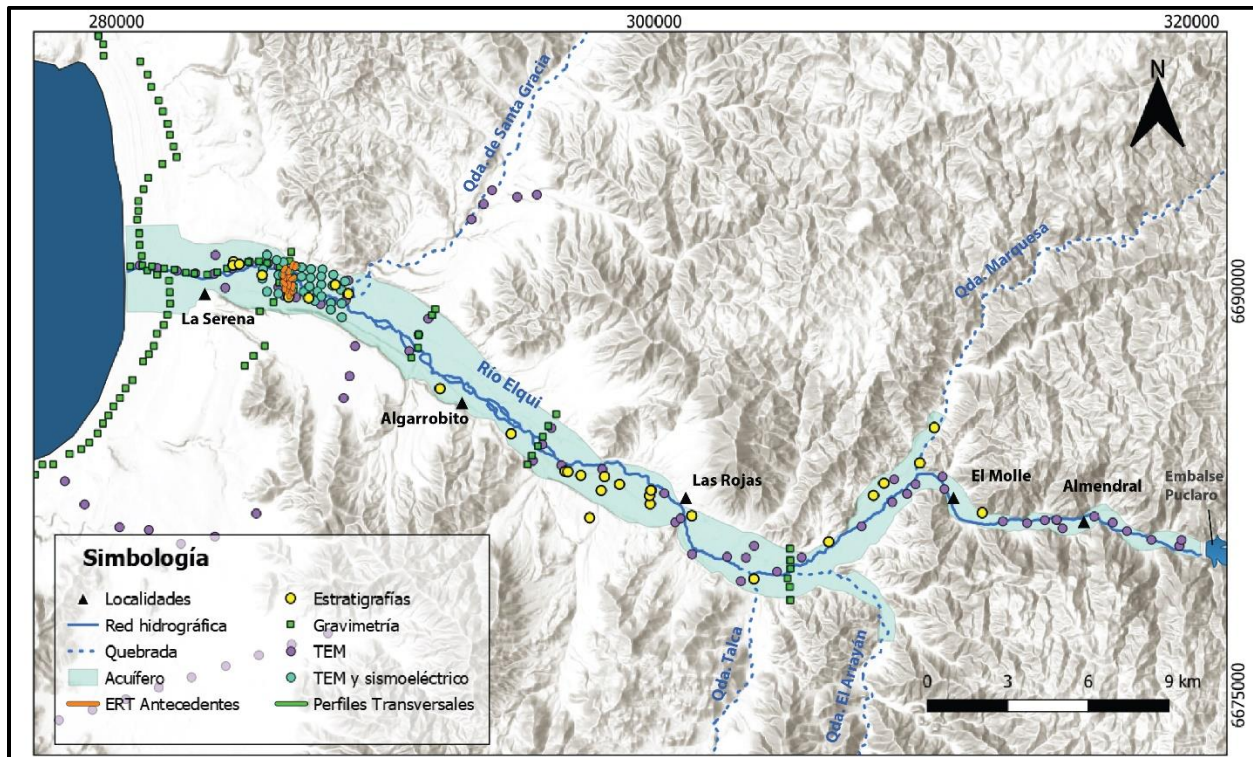 280000
300000
320000
N
Qda. de Santa Gracia
Qda. Marquesa
6690000
La Serena
Río Elqui
Algarrobito
Las Rojas
El Molle
Almendral
Embalse
Puclaro
Qda. Talca
Qda. El Arrayán
6675000
Simbología
Localidades
Red hidrográfica
Quebrada
Acuífero
ERT Antecedentes
Estratigrafías
Gravimetría
TEM
TEM y sismoeléctrico
Perfiles Transversales
0 3 6 9 km